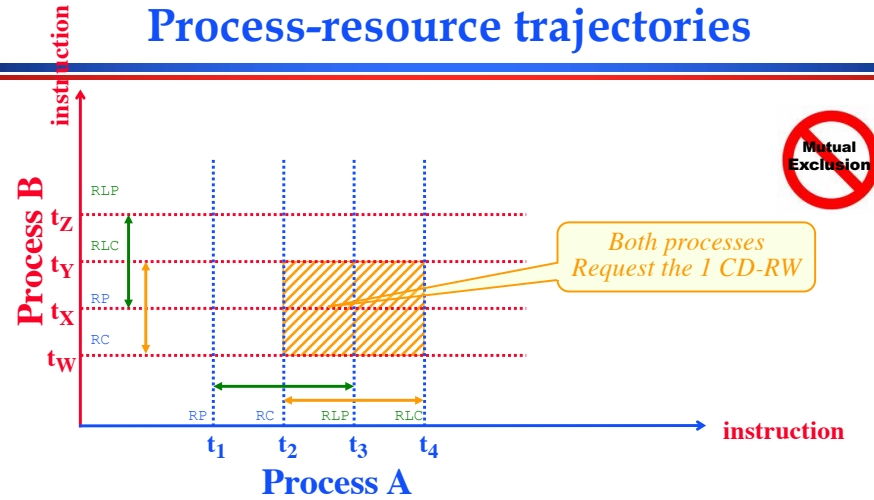 Process-resource trajectories
instruction
Mutual
Exclusion
Process B
RLP
tZ
RLC
tY
RP
tX
RC
tW
Both processes
Request the 1 CD-RW
RP RC RLP RLC
t1 t2 t3 t4
instruction
Process A